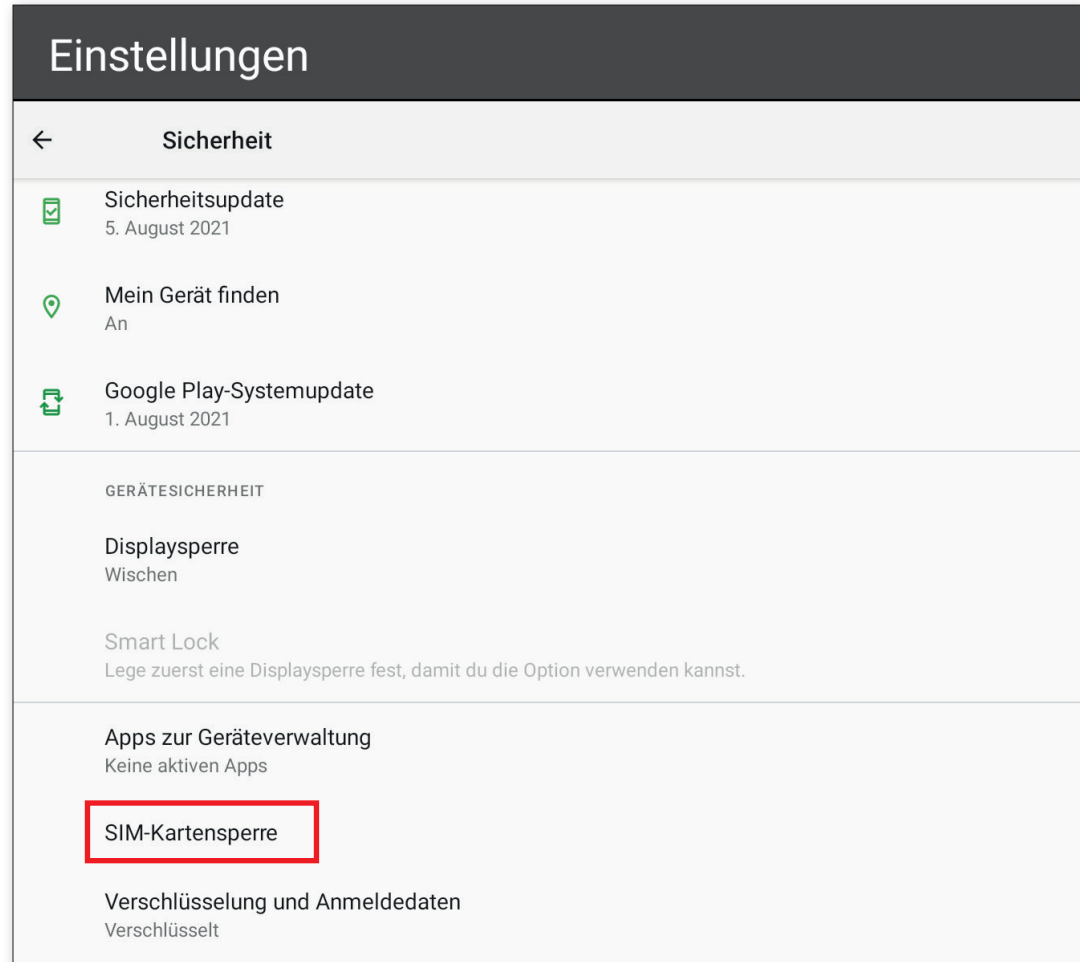 Einstellungen
Sicherheit
Sicherheitsupdate
5. August 2021
Mein Gerät finden
An
Google Play-Systemupdate
1. August 2021
GERÄTESICHERHEIT
Displaysperre
Wischen
Smart Lock
Lege zuerst eine Displaysperre fest, damit du die Option verwenden kannst.
Apps zur Geräteverwaltung
Keine aktiven Apps
SIM-Kartensperre
Verschlüsselung und Anmeldedaten
Verschlüsselt